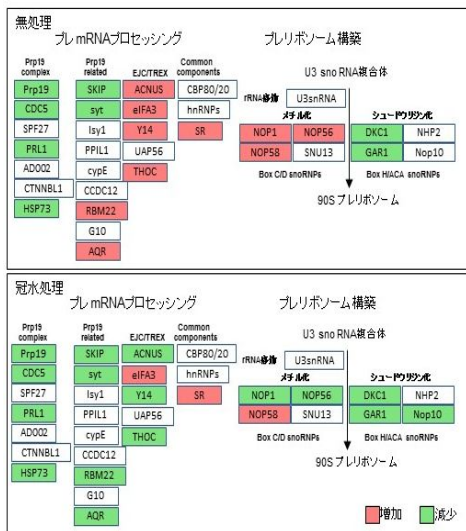 無処理
プレmRNAプロセッシング
プレリボソーム構築
Prp19 complex
Prp19 related
EJC/TREX
Common components
Prp19
CDC5
SPF27
PRL1
AD002
CTNNBL1
HSP73
SKIP
syt
Isy1
PPIL1
cypE
CCDC12
RBM22
G10
AQR
ACNUS
eIFA3
Y14
UAP56
THOC
CBP80/20
hnRNPs
SR
U3 sno RNA複合体
rRNA修飾
U3snRNA
メチル化
シュードウリジン化
NOP1
NOP56
NOP58
SNU13
DKC1
NHP2
GAR1
Nop10
Box C/D snoRNPs
Box H/ACA snoRNPs
90S プレリボソーム
冠水処理
プレmRNAプロセッシング
プレリボソーム構築
Prp19 complex
Prp19 related
EJC/TREX
Common components
Prp19
CDC5
SPF27
PRL1
AD002
CTNNBL1
HSP73
SKIP
syt
Isy1
PPIL1
cypE
CCDC12
RBM22
G10
AQR
ACNUS
eIFA3
Y14
UAP56
THOC
CBP80/20
hnRNPs
SR
U3 sno RNA複合体
rRNA修飾
U3snRNA
メチル化
シュードウリジン化
NOP1
NOP56
NOP58
SNU13
DKC1
NHP2
GAR1
Nop10
Box C/D snoRNPs
Box H/ACA snoRNPs
90S プレリボソーム
増加
減少